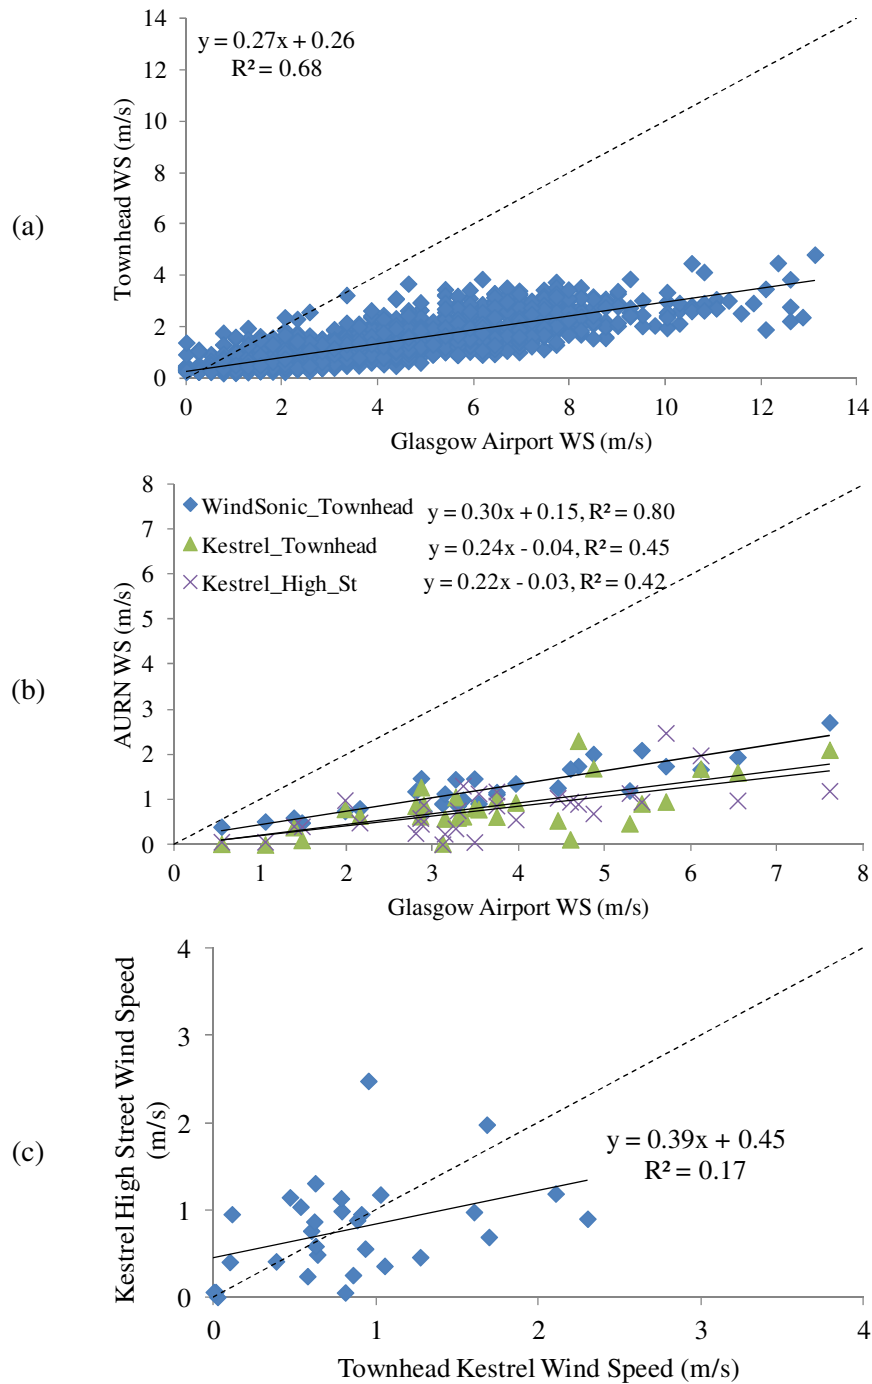 (a)
y = 0.27x + 0.26
R² = 0.68
Townhead WS (m/s)
14
12
10
8
6
4
2
0
0 2 4 6 8 10 12 14
Glasgow Airport WS (m/s)
(b)
WindSonic_Townhead y = 0.30x + 0.15, R² = 0.80
Kestrel_Townhead y = 0.24x - 0.04, R² = 0.45
Kestrel_High_St y = 0.22x - 0.03, R² = 0.42
AURN WS (m/s)
8
7
6
5
4
3
2
1
0
0 1 2 3 4 5 6 7 8
Glasgow Airport WS (m/s)
(c)
Kestrel High Street Wind Speed
(m/s)
4
3
2
1
0
y = 0.39x + 0.45
R² = 0.17
0 1 2 3 4
Townhead Kestrel Wind Speed (m/s)